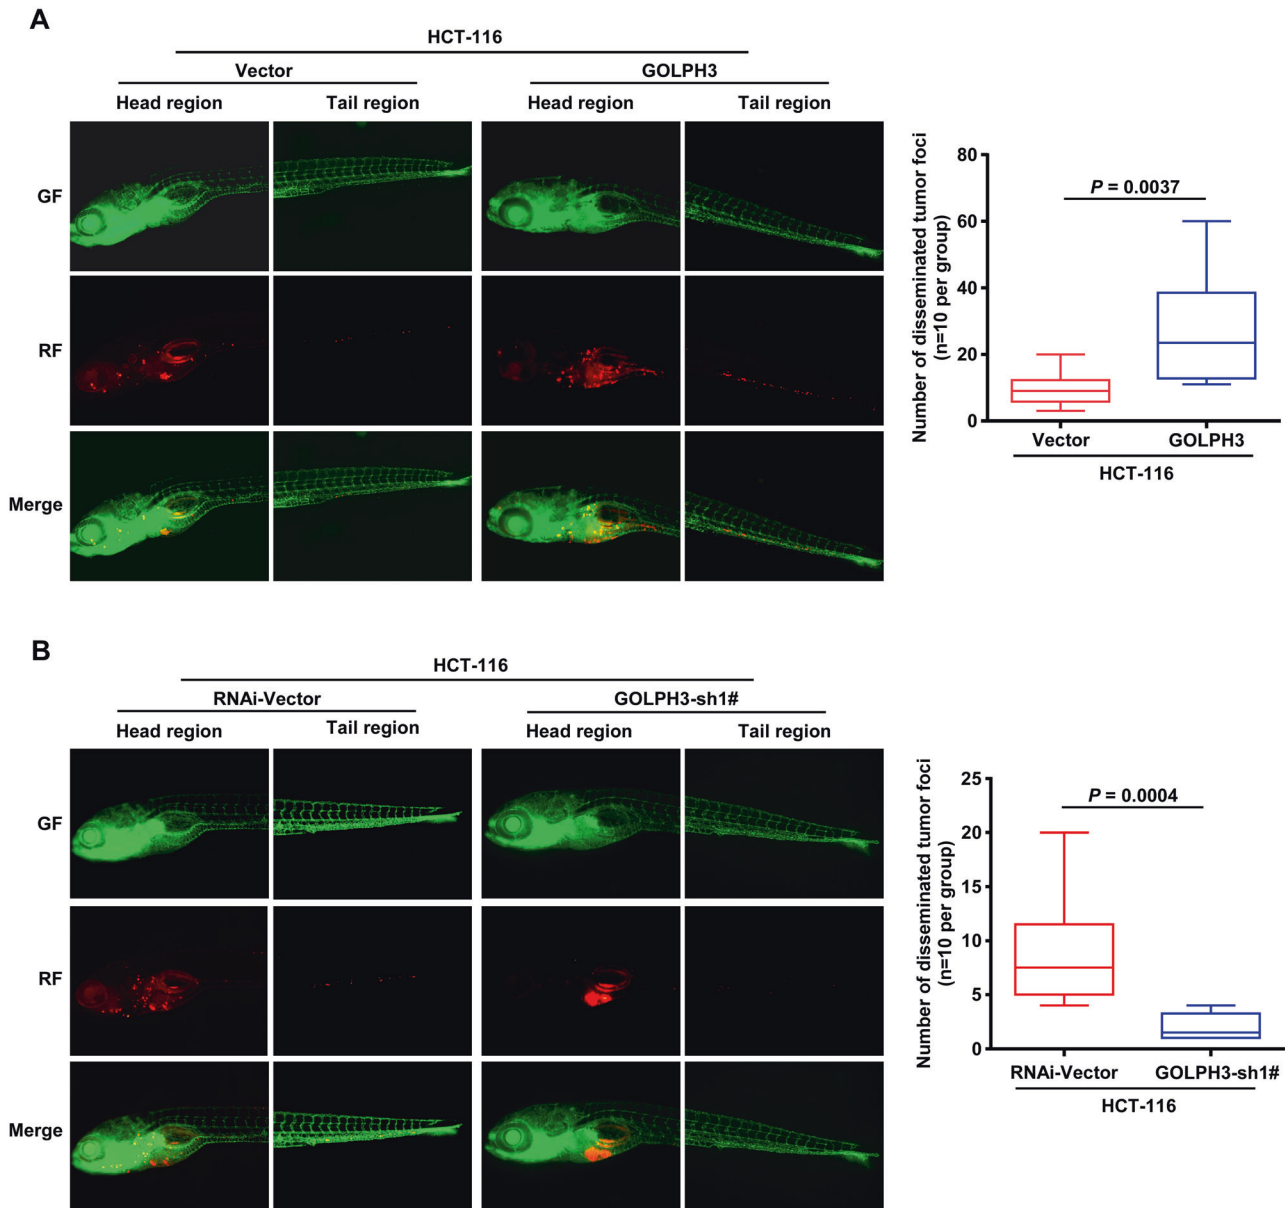 A
HCT-116
Vector
GOLPH3
Head region
Tail region
Head region
Tail region
GF
RF
Merge
Number of disseminated tumor foci
(n=10 per group)
80
60
40
20
0
P = 0.0037
Vector
GOLPH3
HCT-116
B
HCT-116
RNAi-Vector
GOLPH3-sh1#
Head region
Tail region
Head region
Tail region
GF
RF
Merge
Number of disseminated tumor foci
(n=10 per group)
25
20
15
10
5
0
P = 0.0004
RNAi-Vector
GOLPH3-sh1#
HCT-116